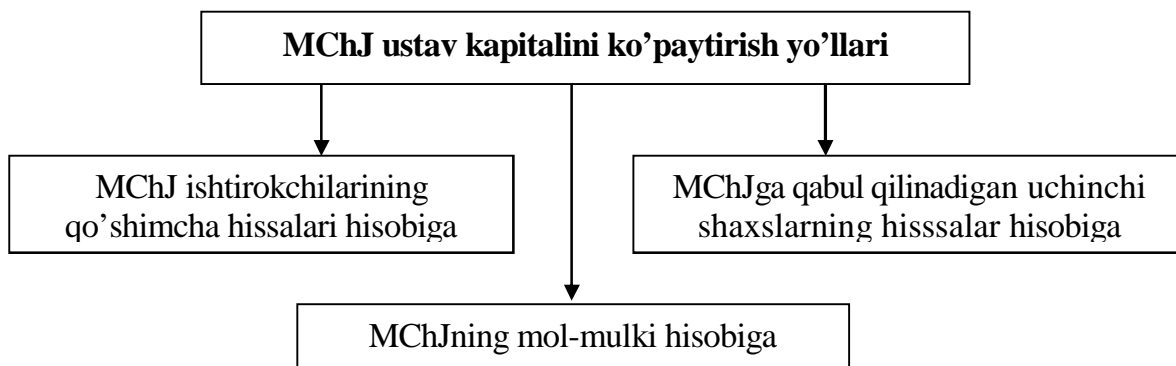 MChJ ustav kapitalini ko’paytirish yo’llari
MChJ ishtirokchilarining
qo’shimcha hissalari hisobiga
MChJga qabul qilinadigan uchinchi
shaxslarning hisssalar hisobiga
MChJning mol-mulki hisobiga